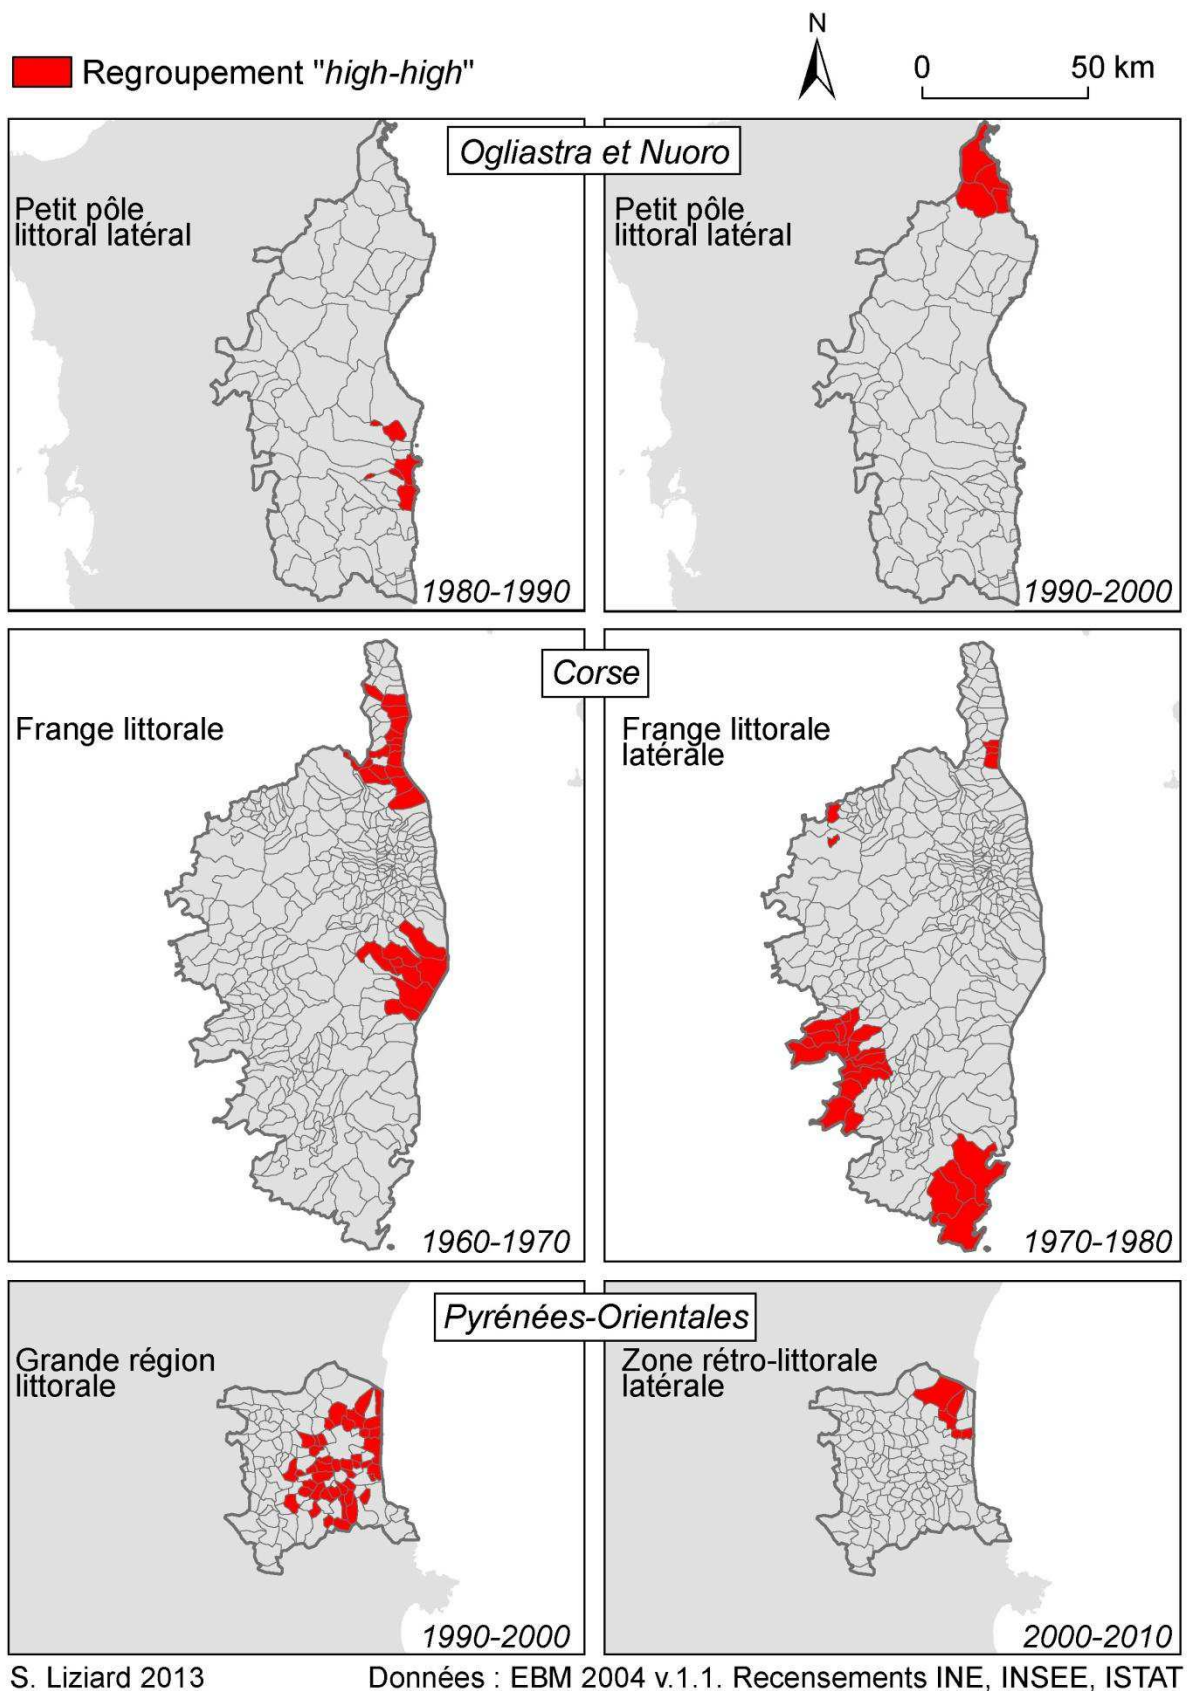 Regroupement "high-high"
N
0 50 km
Ogliastra et Nuoro
Petit pôle
littoral latéral
1980-1990
Petit pôle
littoral latéral
1990-2000
Corse
Frange littorale
1960-1970
Frange littorale
latérale
1970-1980
Pyrénées-Orientales
Grande région
littorale
1990-2000
Zone rétro-littorale
latérale
2000-2010
S. Liziard 2013 Données : EBM 2004 v.1.1. Recensements INE, INSEE, ISTAT